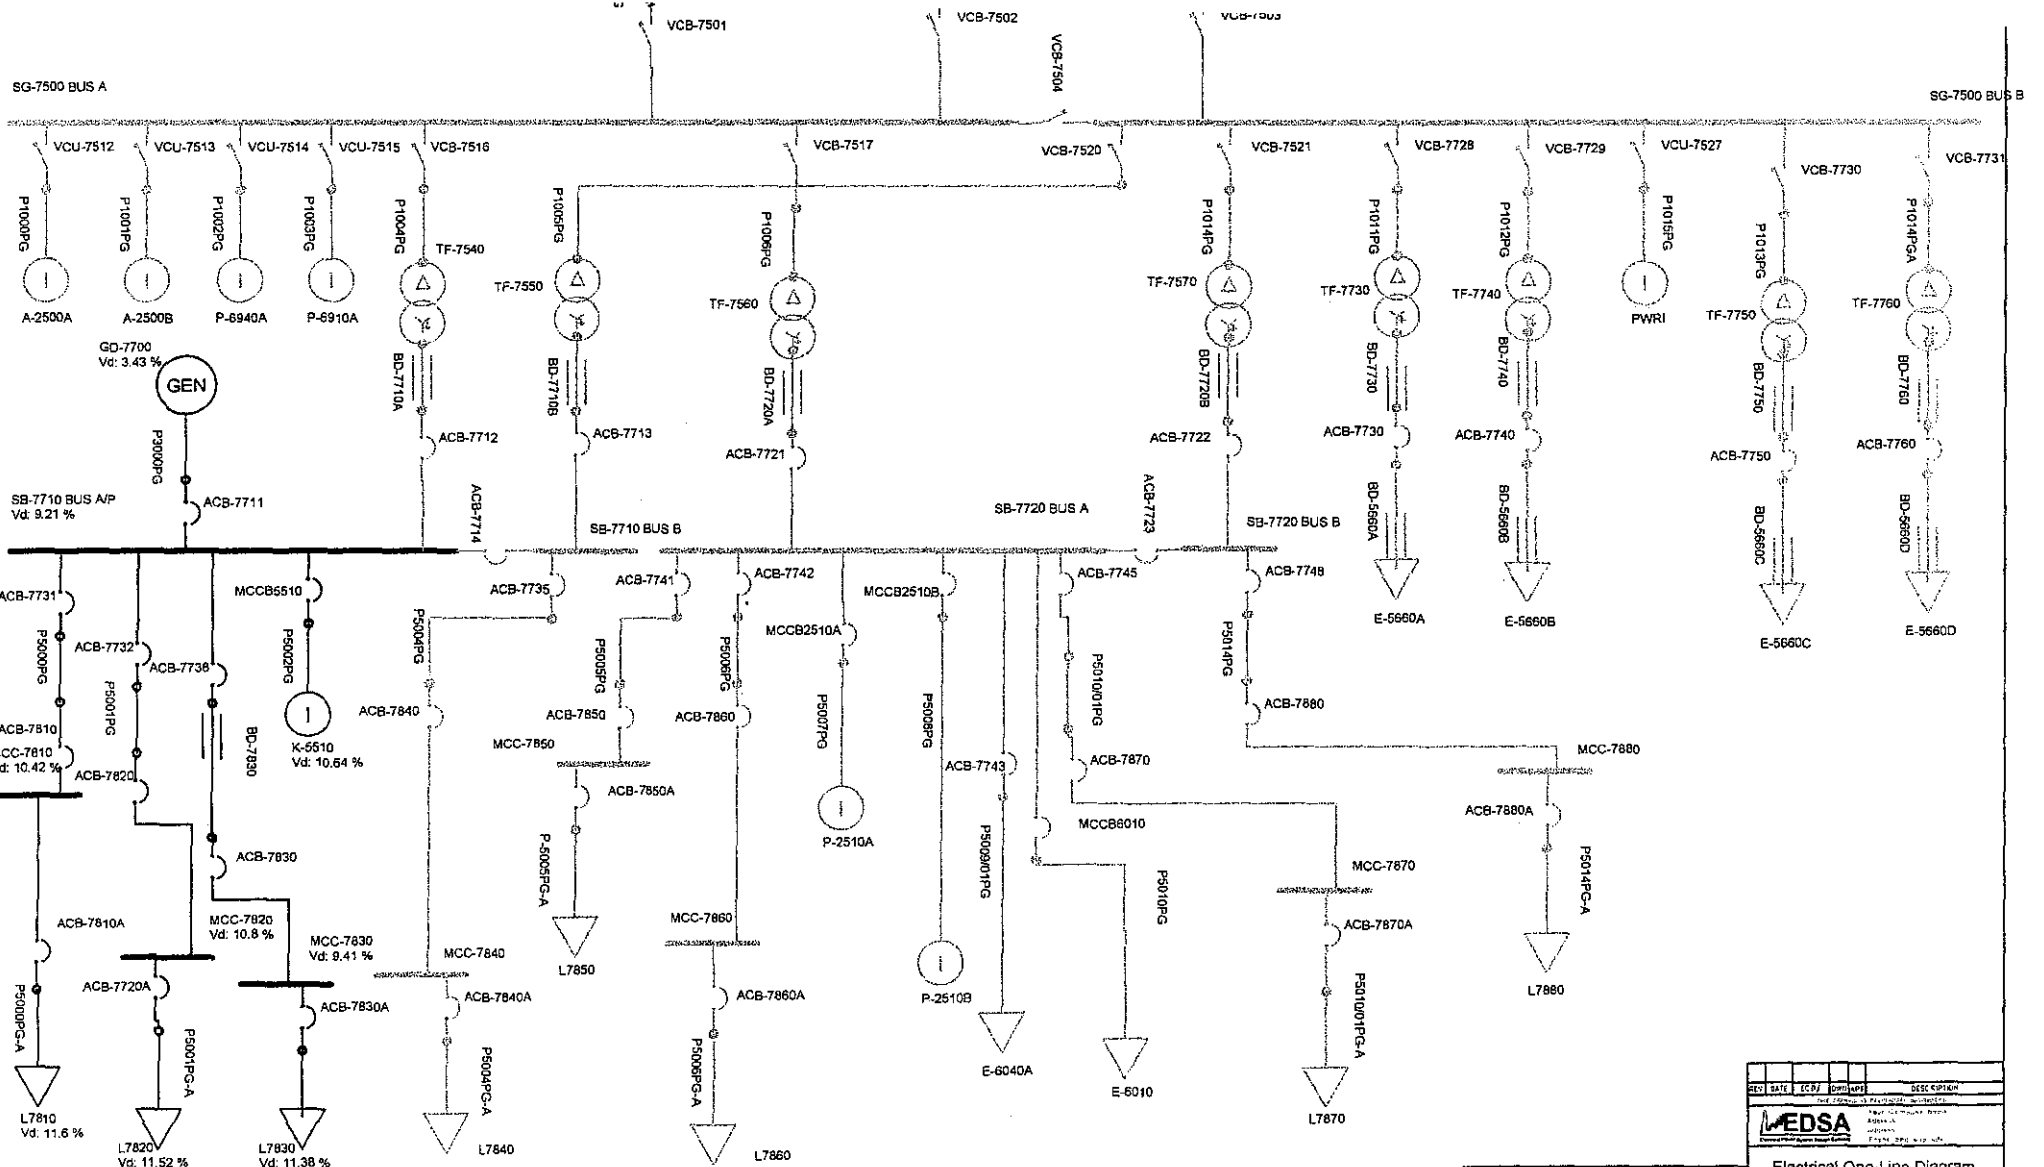 VCB-7501
VCB-7502
VCB-7503
VCB-7504
SG-7500 BUS A
SG-7500 BUS B
VCU-7512
VCU-7513
VCU-7514
VCU-7515
VCB-7516
VCB-7517
VCB-7520
VCB-7521
VCB-7728
VCB-7729
VCU-7527
VCB-7730
VCB-7731
P1000PG
P1001PG
P1002PG
P1003PG
P1004PG
P1005PG
P1006PG
P1014PG
P1011PG
P1012PG
P1015PG
P1013PG
P1014PGA
TF-7540
TF-7550
TF-7560
TF-7570
TF-7730
TF-7740
TF-7750
TF-7760
A-2500A
A-2500B
P-6940A
P-6910A
PWRI
GD-7700
Vd: 3.43 %
GEN
BD-7710A
BD-7710B
BD-7720A
BD-7720B
BD-7730
BD-7740
BD-7750
BD-7760
P3000PG
ACB-7711
ACB-7712
ACB-7713
ACB-7721
ACB-7722
ACB-7730
ACB-7740
ACB-7750
ACB-7760
SB-7710 BUS A/P
Vd: 9.21 %
ACB-7714
SB-7710 BUS B
SB-7720 BUS A
ACB-7723
SB-7720 BUS B
BD-5660A
BD-5660B
BD-5660C
BD-5660D
E-5660A
E-5660B
E-5660C
E-5660D
ACB-7731
ACB-7732
ACB-7738
MCCB5510
ACB-7735
ACB-7741
ACB-7742
MCCB2510A
MCCB2510B
ACB-7745
ACB-7748
P5000PG
P5001PG
P5002PG
P5004PG
P5005PG
P5006PG
P5007PG
P5008PG
P5010/01PG
P5014PG
BD-7830
K-5510
Vd: 10.64 %
ACB-7810
CC-7810
d: 10.42 %
ACB-7820
ACB-7830
ACB-7840
ACB-7850
MCC-7850
ACB-7850A
ACB-7860
P-2510A
ACB-7743
ACB-7870
MCCB6010
ACB-7880
MCC-7880
ACB-7880A
P5014PG-A
L7880
P-5005PG-A
L7850
P5009/01PG
P5010PG
MCC-7870
ACB-7870A
P5010/01PG-A
L7870
ACB-7810A
MCC-7820
Vd: 10.8 %
MCC-7830
Vd: 9.41 %
MCC-7840
MCC-7860
ACB-7720A
ACB-7830A
ACB-7840A
ACB-7860A
P-2510B
E-6040A
E-6010
P5000PG-A
P5001PG-A
P5004PG-A
P5006PG-A
L7810
Vd: 11.6 %
L7820
Vd: 11.52 %
L7830
Vd: 11.38 %
L7840
L7860
REV DATE DESCRIPTION
EDSA
Electrical One-Line Diagram